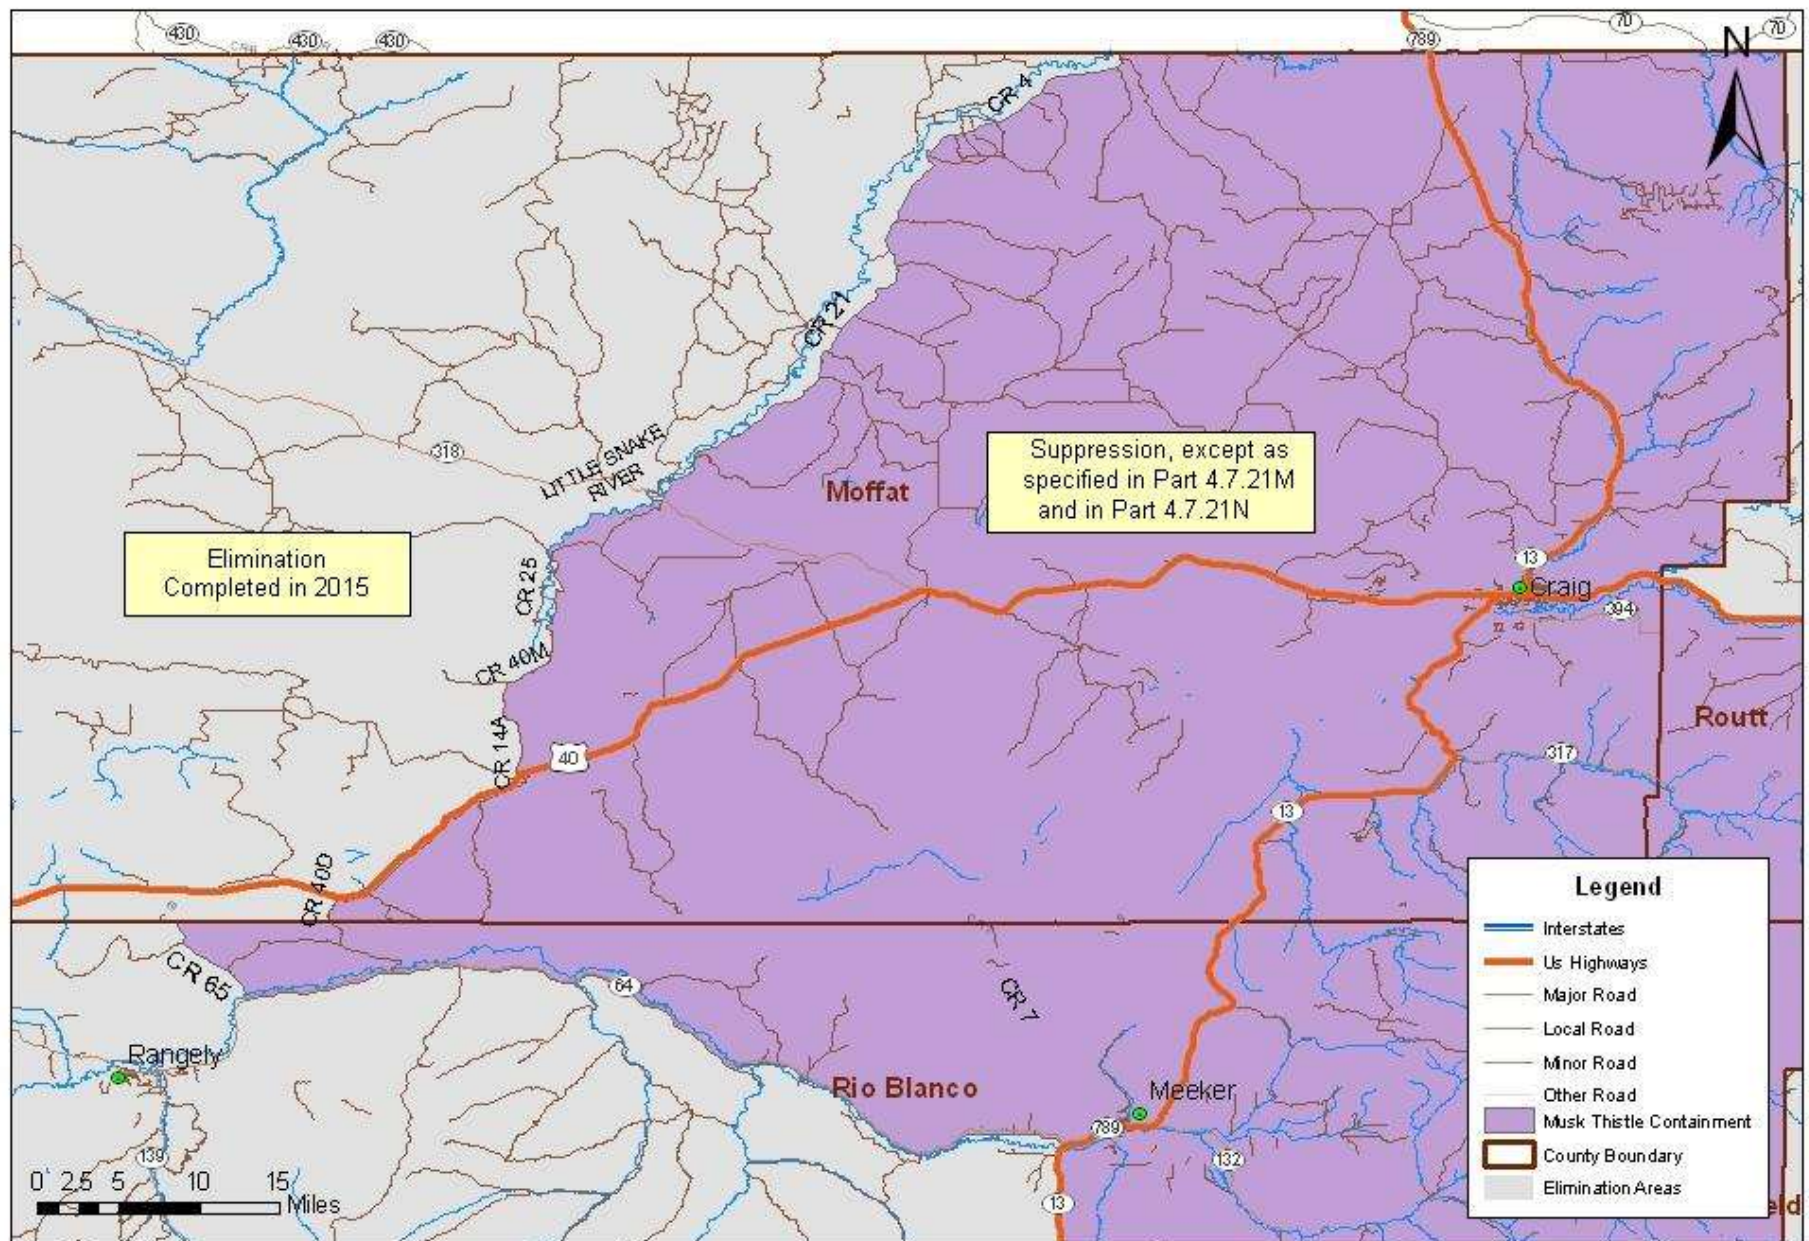 430
430
430
789
70
70
N
CR 4
CR 21
318
LITTLE SNAKE
RIVER
Moffat
Suppression, except as
specified in Part 4.7.21M
and in Part 4.7.21N
Elimination
Completed in 2015
CR 25
13
Craig
394
CR 40M
CR 14A
40
Routt
317
13
CR 40D
CR 65
64
CR 7
Rangely
Rio Blanco
Meeker
789
132
139
13
0 2.5 5 10 15
Miles
Legend
Interstates
Us Highways
Major Road
Local Road
Minor Road
Other Road
Musk Thistle Containment
County Boundary
Elimination Areas
eld